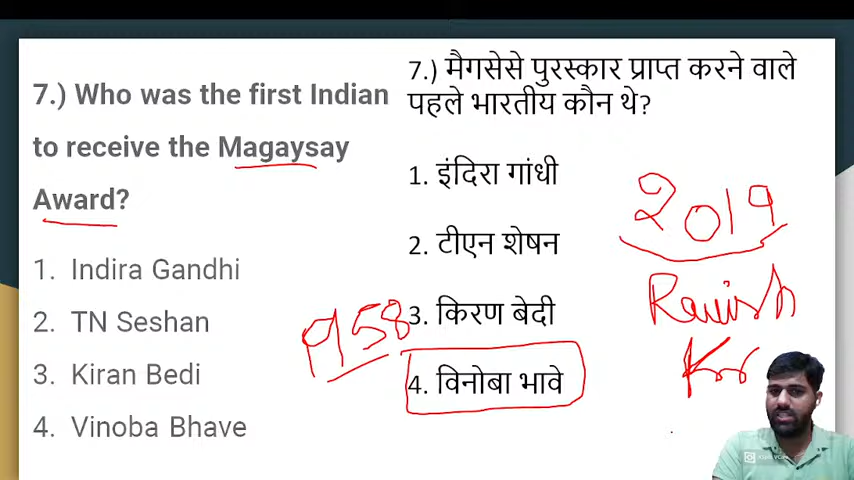 7.) Who was the first Indian
to receive the Magaysay
Award?
1. Indira Gandhi
2. TN Seshan
3. Kiran Bedi
4. Vinoba Bhave
7.) मैगसेसे पुरस्कार प्राप्त करने वाले
पहले भारतीय कौन थे?
1. इंदिरा गांधी
2. टीएन शेषन
3. किरण बेदी
4. विनोबा भावे
1958
2019
Ravish